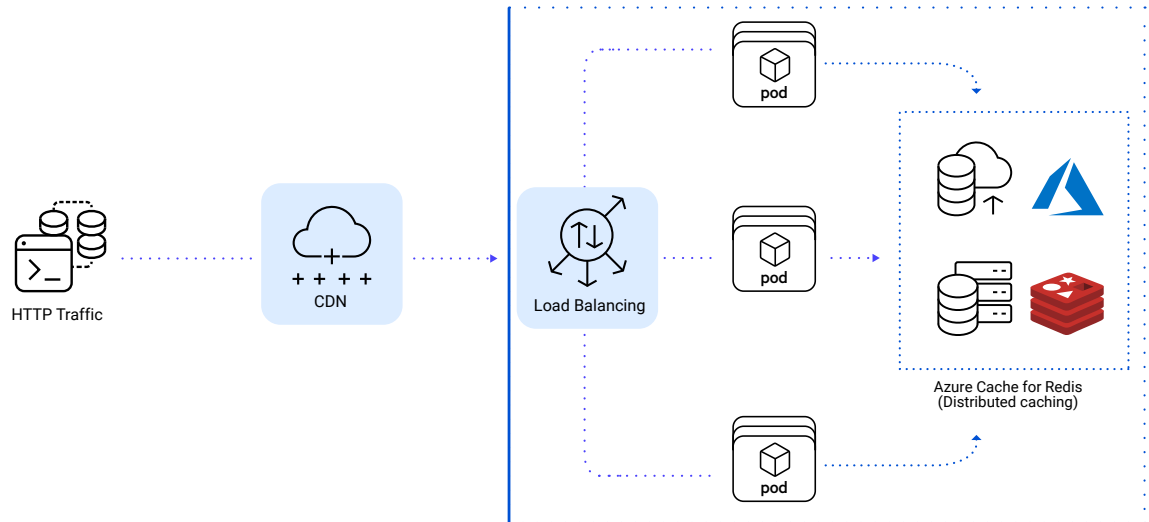 pod
HTTP Traffic
CDN
Load Balancing
pod
Azure Cache for Redis
(Distributed caching)
pod